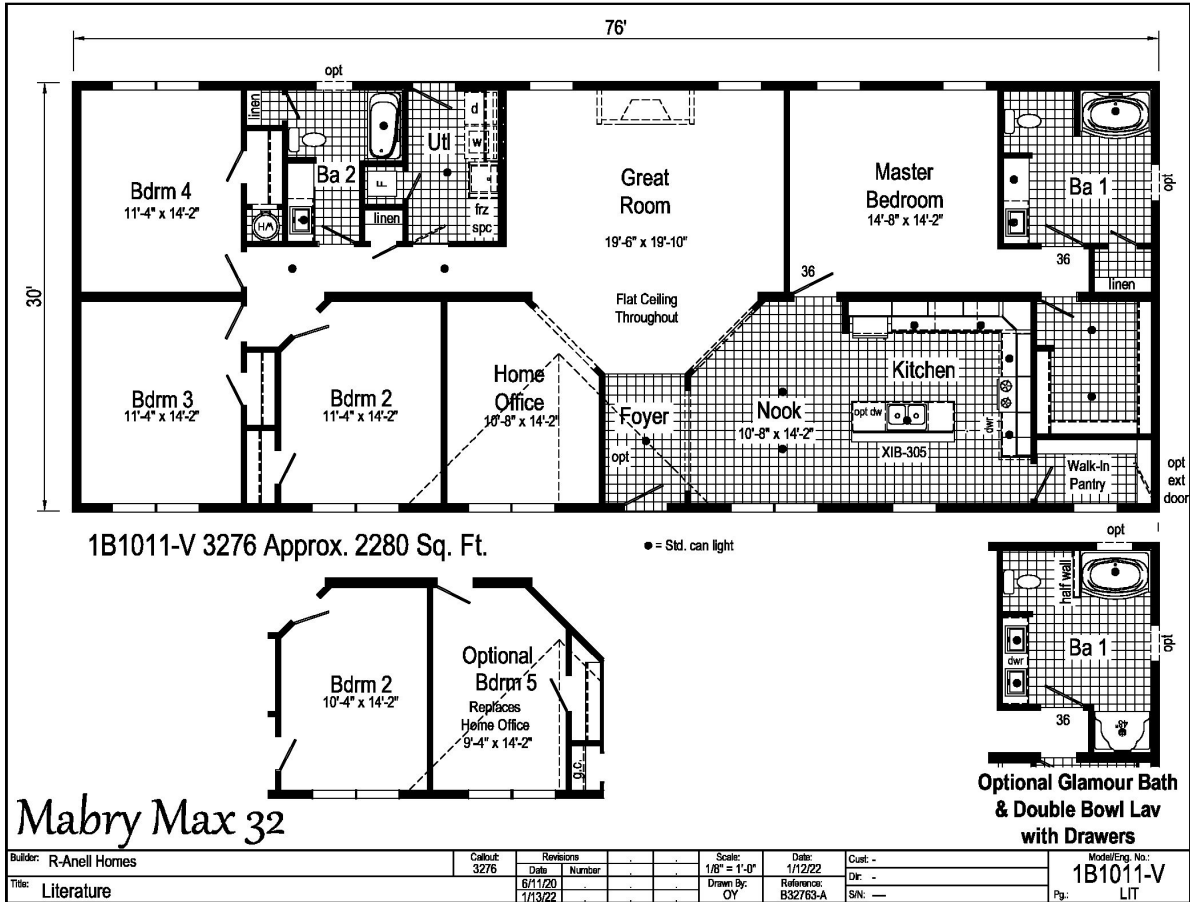 76'
30'
opt
linen
Bdrm 4
11'-4" x 14'-2"
H/W
Ba 2
F
linen
Utl
d
w
frz
spc
Great
Room
19'-6" x 19'-10"
Flat Ceiling
Throughout
Master
Bedroom
14'-8" x 14'-2"
36
Ba 1
opt
36
linen
Bdrm 3
11'-4" x 14'-2"
Bdrm 2
11'-4" x 14'-2"
Home
Office
10'-8" x 14'-2"
Foyer
opt
Nook
10'-8" x 14'-2"
Kitchen
opt dw
dwr
XIB-305
Walk-In
Pantry
opt
ext
door
1B1011-V 3276 Approx. 2280 Sq. Ft.
= Std. can light
Bdrm 2
10'-4" x 14'-2"
Optional
Bdrm 5
Replaces
Home Office
9'-4" x 14'-2"
g.c.
opt
half wall
Ba 1
opt
dwr
36
48"
Optional Glamour Bath
& Double Bowl Lav
with Drawers
Mabry Max 32
Builder: R-Anell Homes
Title: Literature
Callout:
3276
Revisions
Date Number
6/11/20
1/13/22
Scale:
1/8" = 1'-0"
Drawn By:
OY
Date:
1/12/22
Reference:
B32763-A
Cust: -
Dir: -
S/N: —
Model/Eng. No.:
1B1011-V
Pg.: LIT